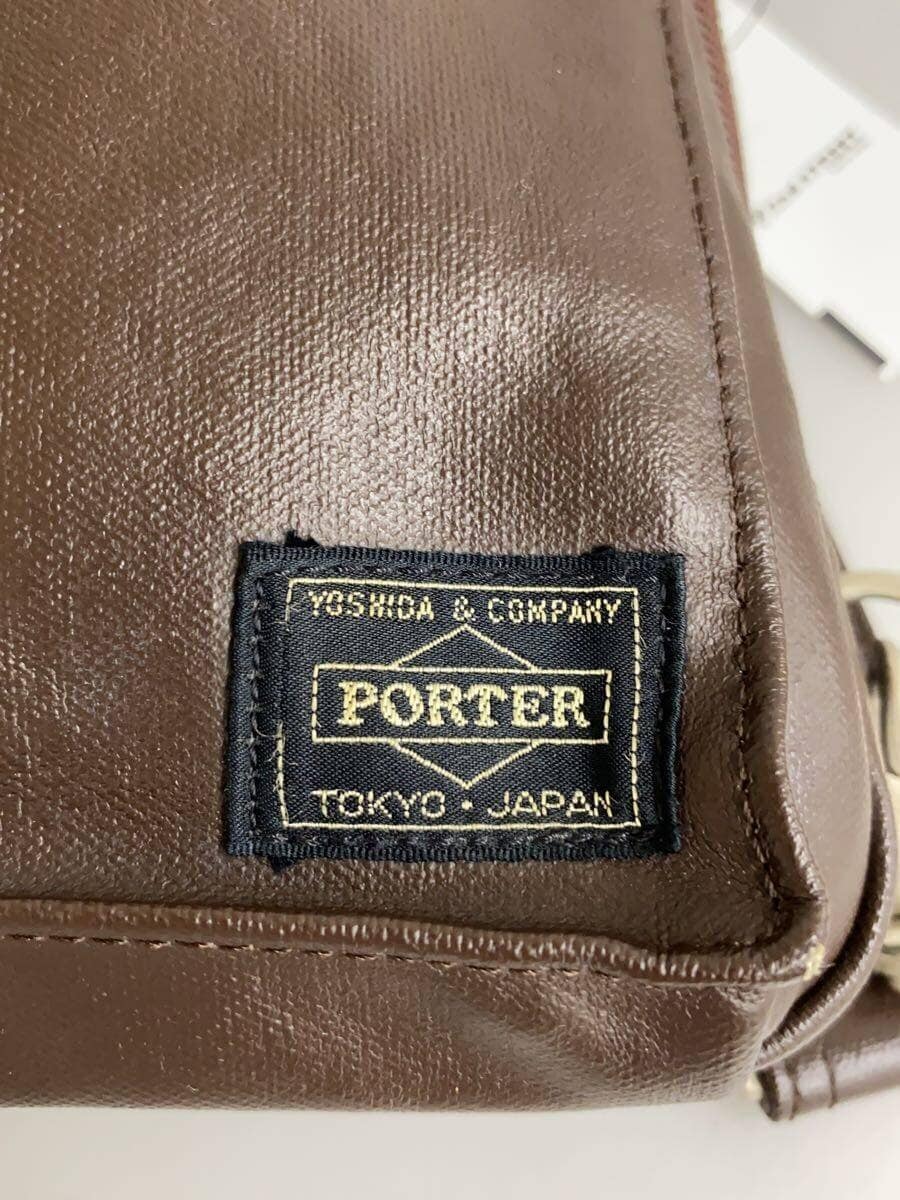 YOSHIDA & COMPANY
PORTER
TOKYO · JAPAN